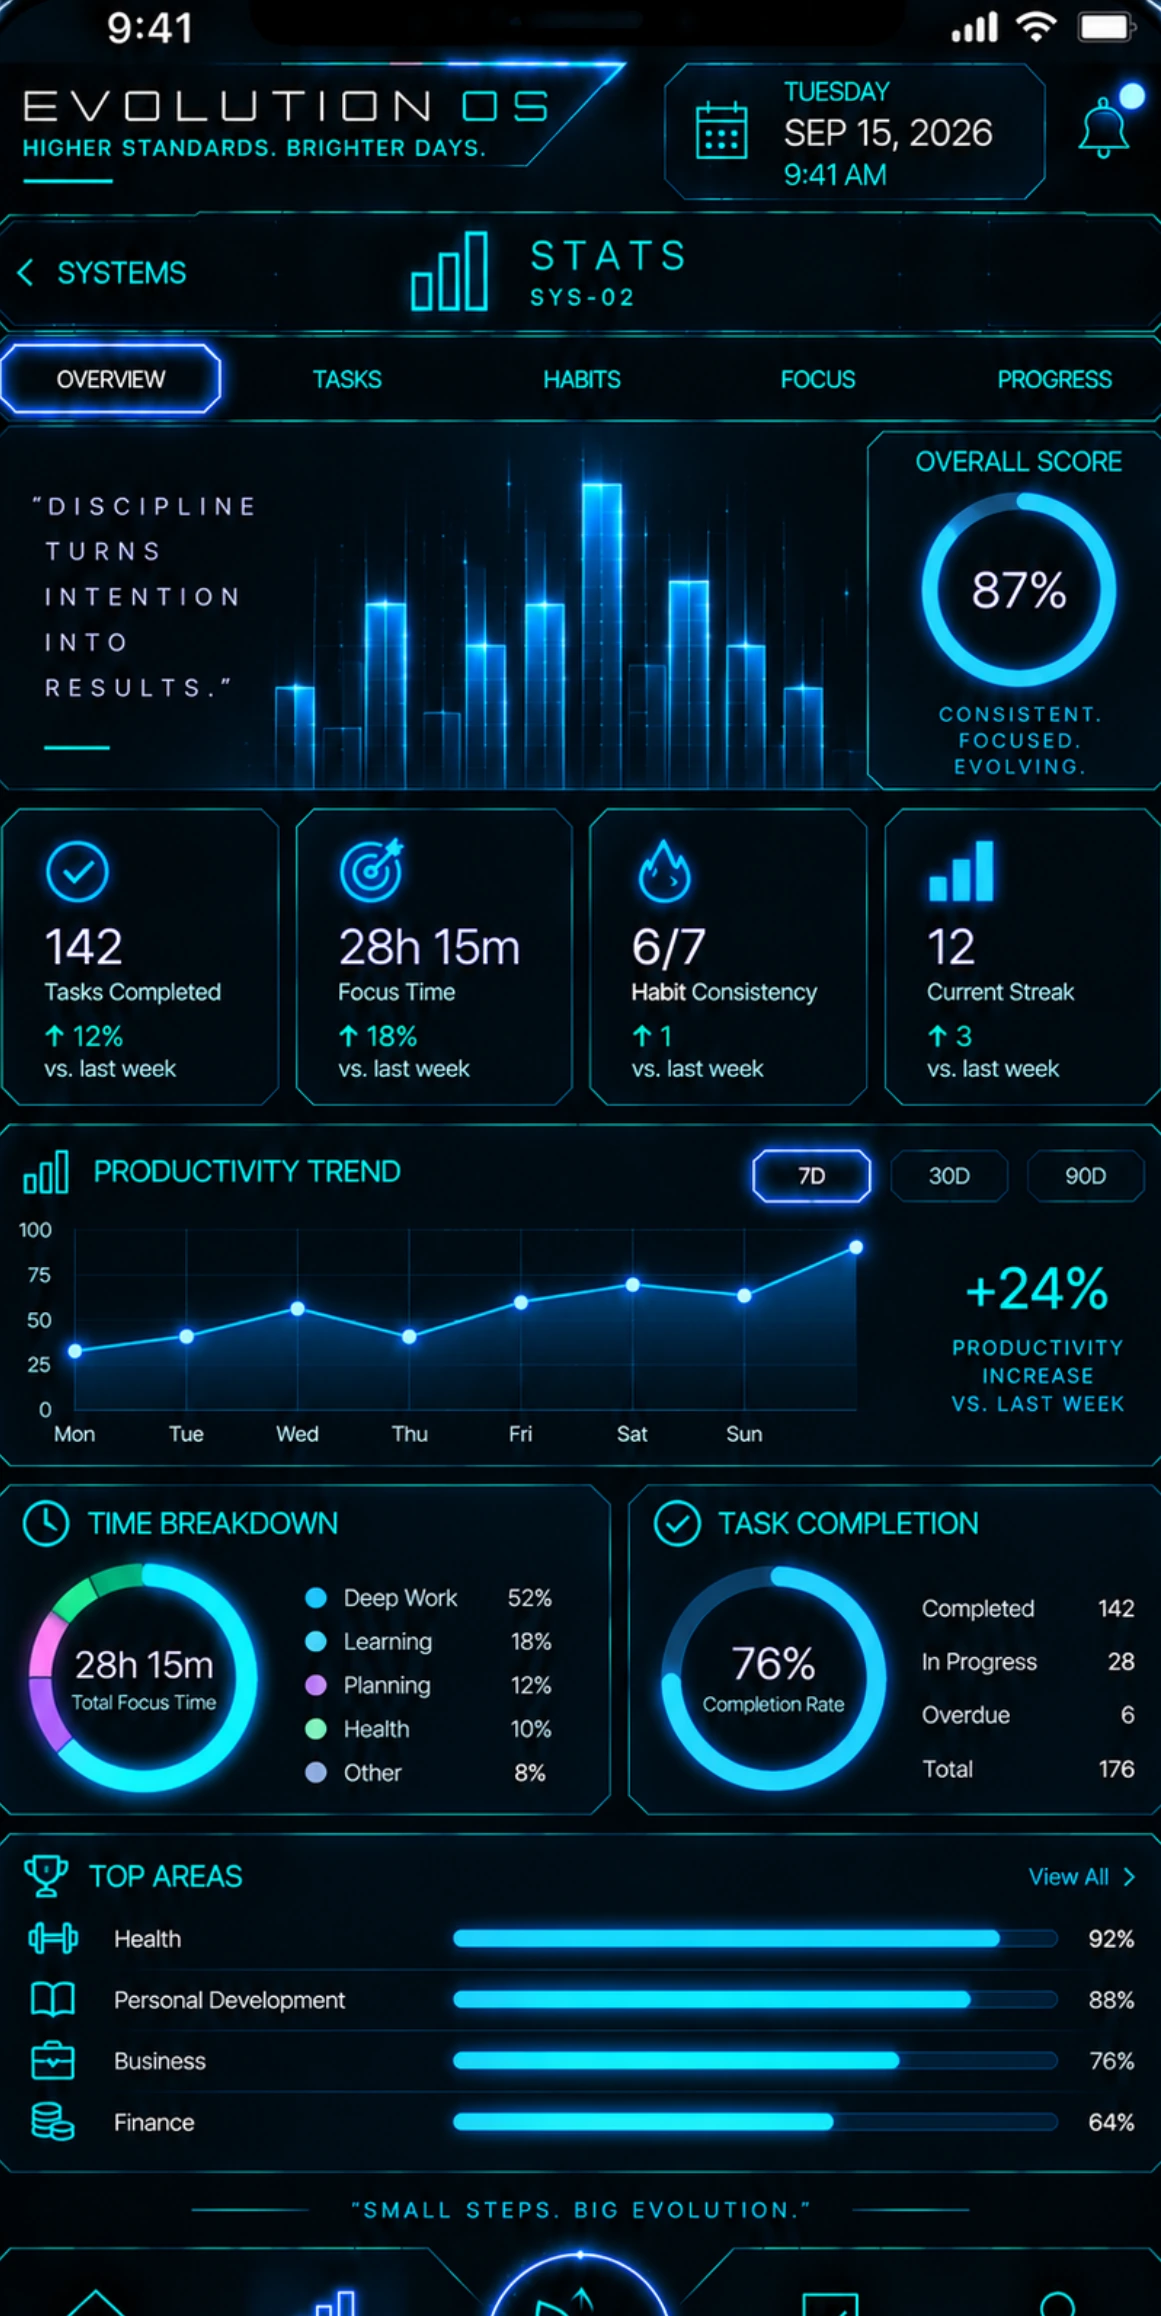 9:41
EVOLUTION OS
HIGHER STANDARDS. BRIGHTER DAYS.
TUESDAY
SEP 15, 2026
9:41 AM
SYSTEMS
STATS
SYS-02
OVERVIEW
TASKS
HABITS
FOCUS
PROGRESS
“DISCIPLINE
TURNS
INTENTION
INTO
RESULTS.”
OVERALL SCORE
87%
CONSISTENT.
FOCUSED.
EVOLVING.
142
Tasks Completed
↑ 12%
vs. last week
28h 15m
Focus Time
↑ 18%
vs. last week
6/7
Habit Consistency
↑ 1
vs. last week
12
Current Streak
↑ 3
vs. last week
PRODUCTIVITY TREND
7D
30D
90D
100
75
50
25
0
Mon
Tue
Wed
Thu
Fri
Sat
Sun
+24%
PRODUCTIVITY
INCREASE
VS. LAST WEEK
TIME BREAKDOWN
28h 15m
Total Focus Time
Deep Work 52%
Learning 18%
Planning 12%
Health 10%
Other 8%
TASK COMPLETION
76%
Completion Rate
Completed 142
In Progress 28
Overdue 6
Total 176
TOP AREAS
View All
Health 92%
Personal Development 88%
Business 76%
Finance 64%
“SMALL STEPS. BIG EVOLUTION.”